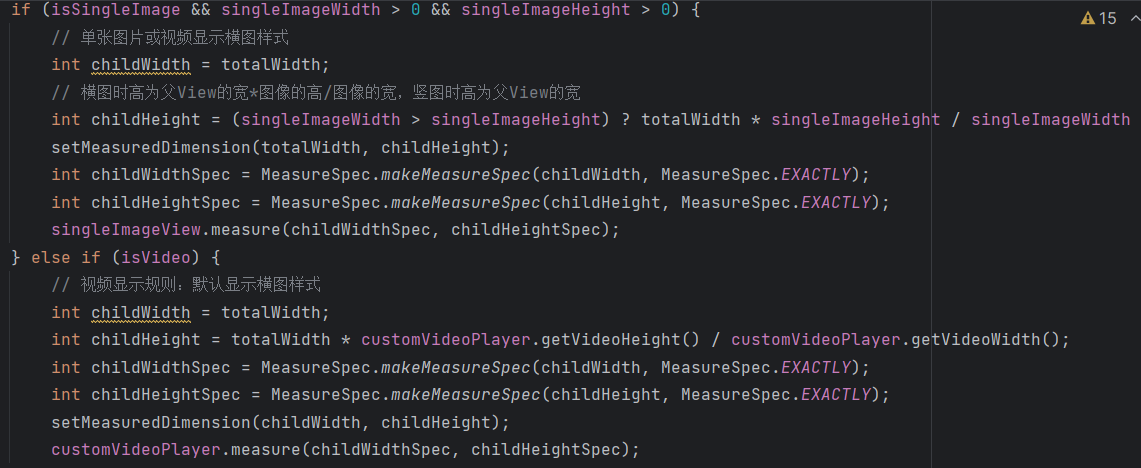 if (isSingleImage && singleImageWidth > 0 && singleImageHeight > 0) {
15
// 单张图片或视频显示横图样式
int childWidth = totalWidth;
// 横图时高为父View的宽*图像的高/图像的宽，竖图时高为父View的宽
int childHeight = (singleImageWidth > singleImageHeight) ? totalWidth * singleImageHeight / singleImageWidth
setMeasuredDimension(totalWidth, childHeight);
int childWidthSpec = MeasureSpec.makeMeasureSpec(childWidth, MeasureSpec.EXACTLY);
int childHeightSpec = MeasureSpec.makeMeasureSpec(childHeight, MeasureSpec.EXACTLY);
singleImageView.measure(childWidthSpec, childHeightSpec);
} else if (isVideo) {
// 视频显示规则：默认显示横图样式
int childWidth = totalWidth;
int childHeight = totalWidth * customVideoPlayer.getVideoHeight() / customVideoPlayer.getVideoWidth();
int childWidthSpec = MeasureSpec.makeMeasureSpec(childWidth, MeasureSpec.EXACTLY);
int childHeightSpec = MeasureSpec.makeMeasureSpec(childHeight, MeasureSpec.EXACTLY);
setMeasuredDimension(childWidth, childHeight);
customVideoPlayer.measure(childWidthSpec, childHeightSpec);